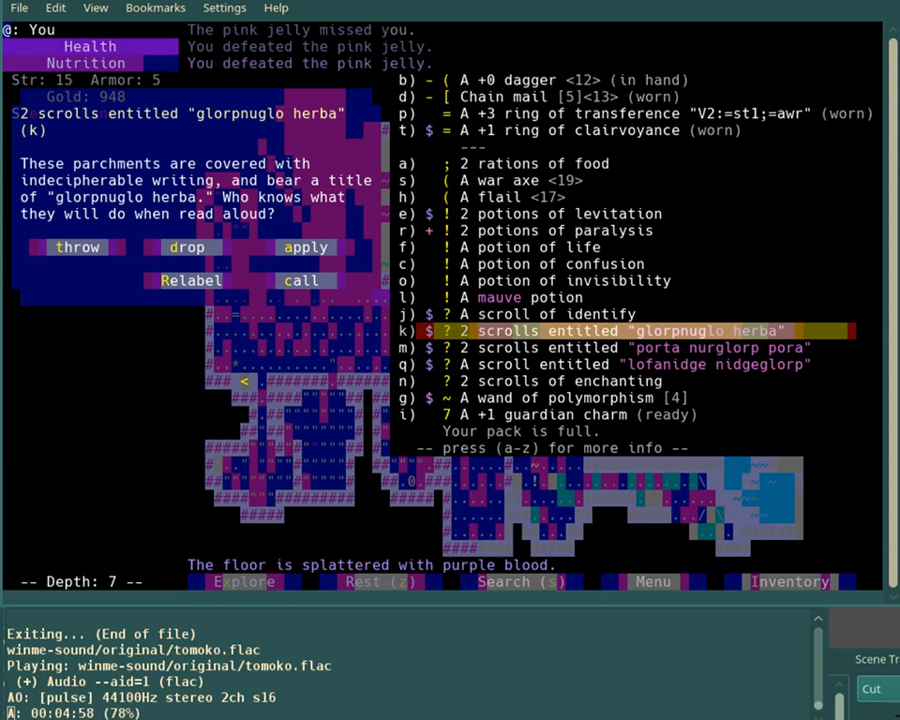 File Edit View Bookmarks Settings Help
@: You
The pink jelly missed you.
Health
You defeated the pink jelly.
Nutrition
You defeated the pink jelly.
Str: 15 Armor: 5
Gold: 948
2 scrolls entitled "glorpnuglo herba"
(k)
These parchments are covered with
indecipherable writing, and bear a title
of "glorpnuglo herba." Who knows what
they will do when read aloud?
throw drop apply
Relabel call
b) - ( A +0 dagger <12> (in hand)
d) - [ Chain mail [5]<13> (worn)
p) = A +3 ring of transference "V2:=st1;=awr" (worn)
t) $ = A +1 ring of clairvoyance (worn)
---
a) ; 2 rations of food
s) ( A war axe <19>
h) ( A flail <17>
e) $ ! 2 potions of levitation
r) + ! 2 potions of paralysis
f) ! A potion of life
c) ! A potion of confusion
o) ! A potion of invisibility
l) ! A mauve potion
j) $ ? A scroll of identify
k) $ ? 2 scrolls entitled "glorpnuglo herba"
m) $ ? 2 scrolls entitled "porta nurglorp pora"
q) $ ? A scroll entitled "lofanidge nidgeglorp"
n) ? 2 scrolls of enchanting
g) $ ~ A wand of polymorphism [4]
i) 7 A +1 guardian charm (ready)
Your pack is full.
-- press (a-z) for more info --
The floor is splattered with purple blood.
-- Depth: 7 --
Explore Rest (z) Search (s) Menu Inventory
Exiting... (End of file)
winme-sound/original/tomoko.flac
Playing: winme-sound/original/tomoko.flac
(+) Audio --aid=1 (flac)
AO: [pulse] 44100Hz stereo 2ch s16
A: 00:04:58 (78%)
Scene Tr
Cut